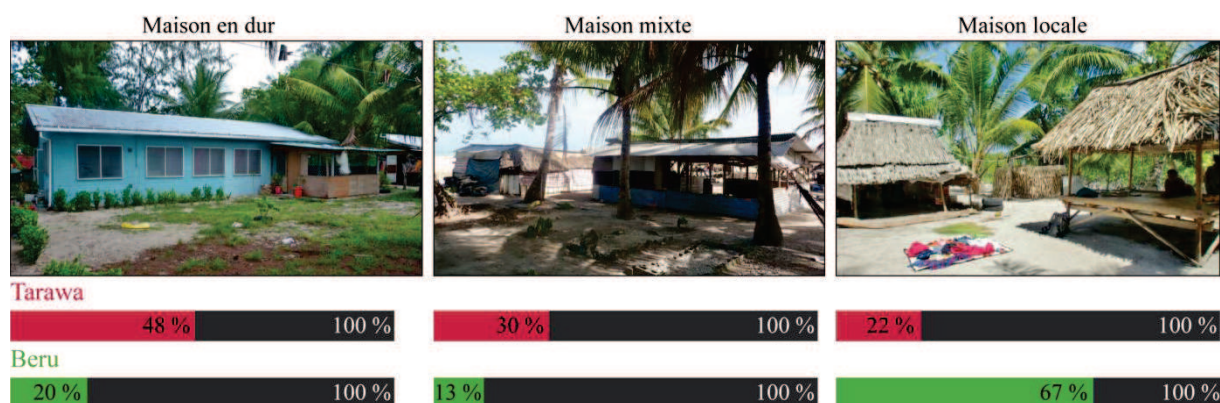 Maison en dur
Maison mixte
Maison locale
Tarawa
48 % 100 %
30 % 100 %
22 % 100 %
Beru
20 % 100 %
13 % 100 %
67 % 100 %